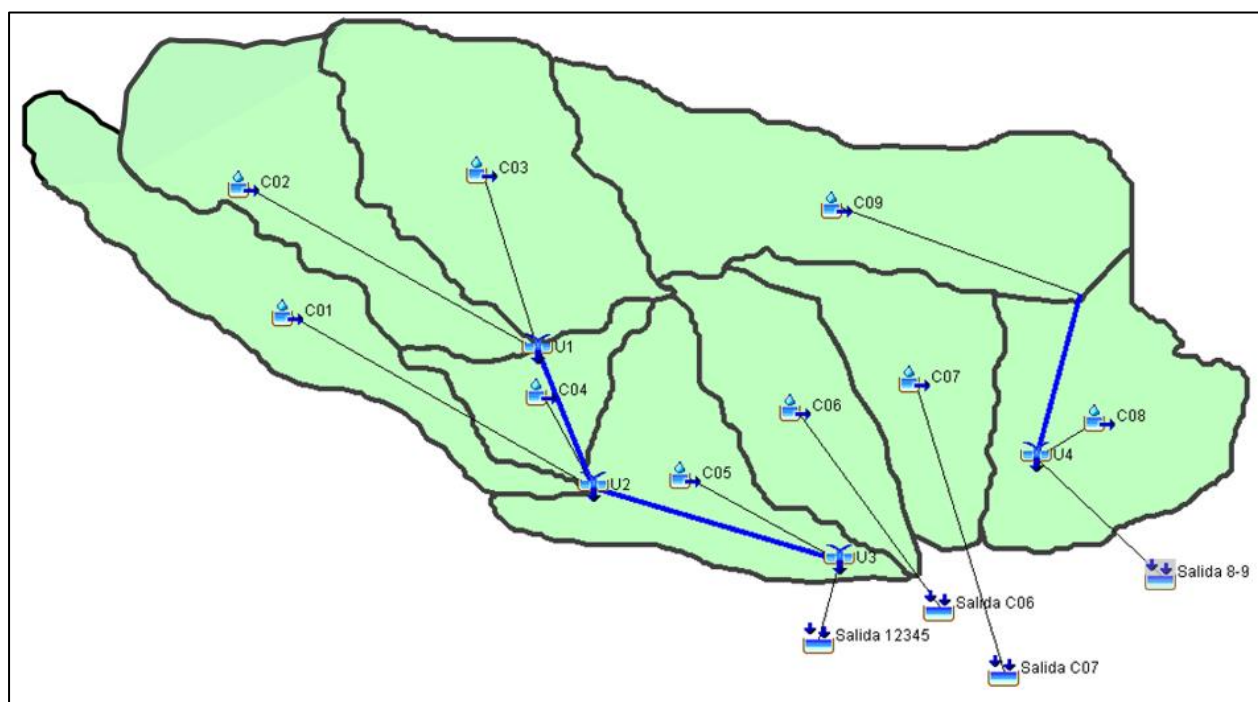 C03
C02
C09
C01
U1
C04
C07
C06
C08
U4
C05
U2
U3
Salida 8-9
Salida C06
Salida 12345
Salida C07